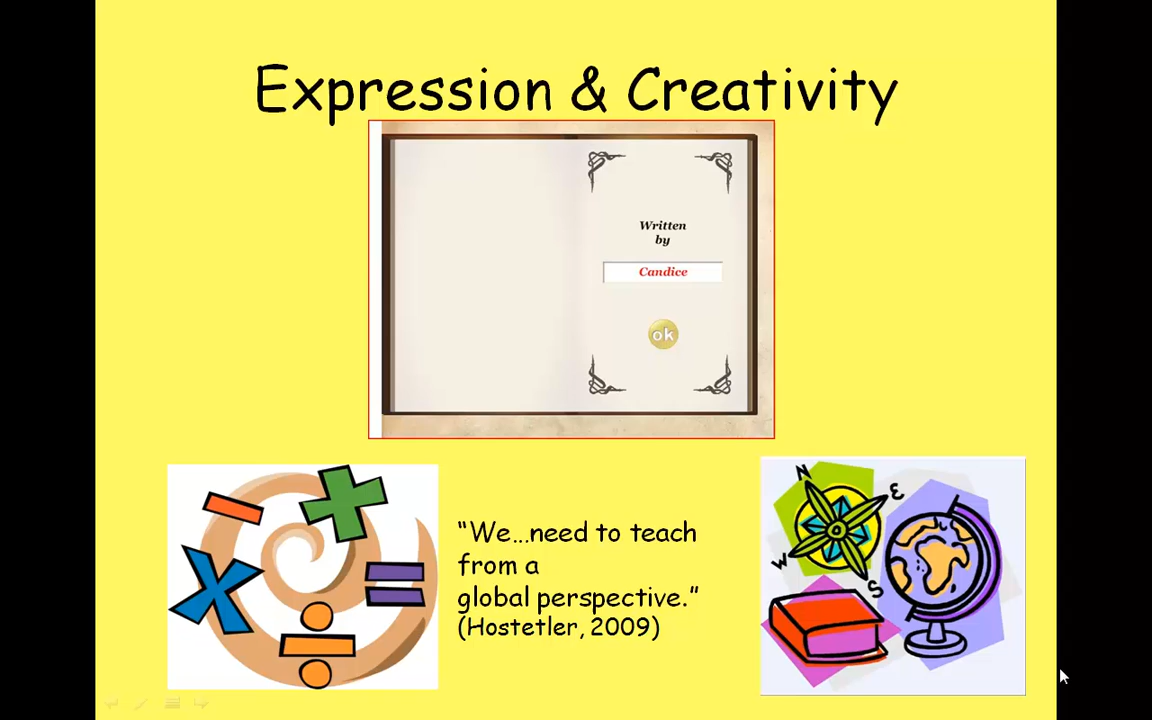 Expression & Creativity
Written
by
Candice
ok
“We...need to teach
from a
global perspective.”
(Hostetler, 2009)
N
E
W
S